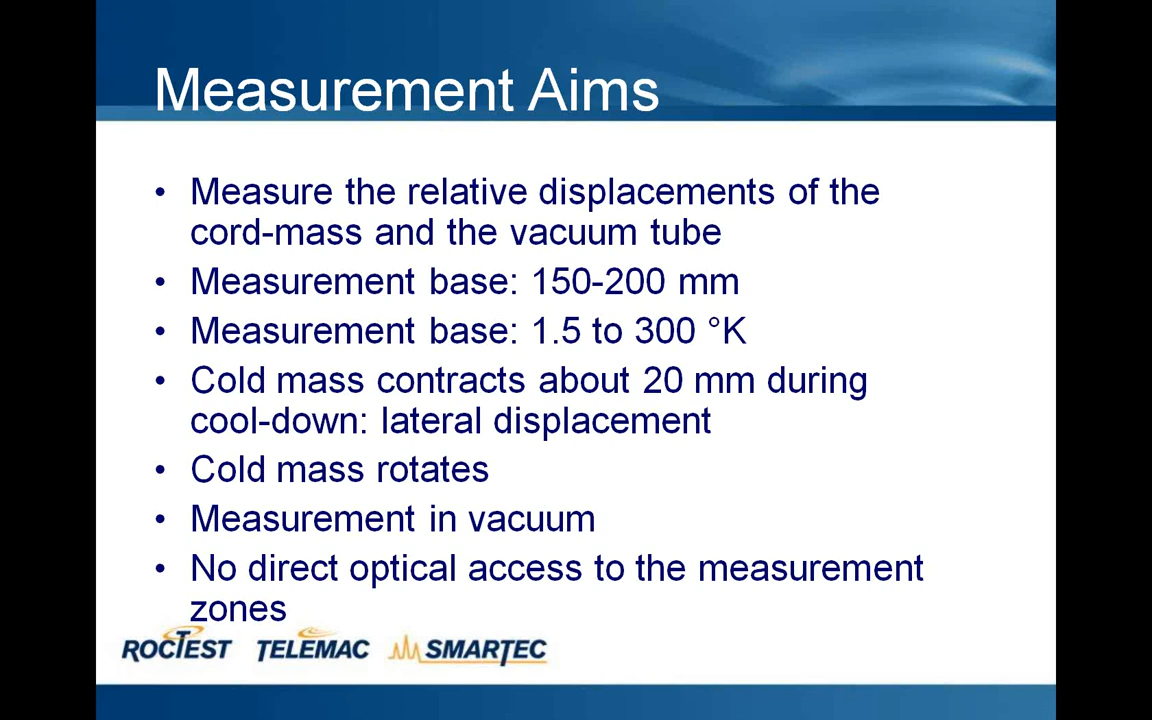 Measurement Aims
• Measure the relative displacements of the
cord-mass and the vacuum tube
• Measurement base: 150-200 mm
• Measurement base: 1.5 to 300 °K
• Cold mass contracts about 20 mm during
cool-down: lateral displacement
• Cold mass rotates
• Measurement in vacuum
• No direct optical access to the measurement
zones
ROCTEST TELEMAC SMARTEC